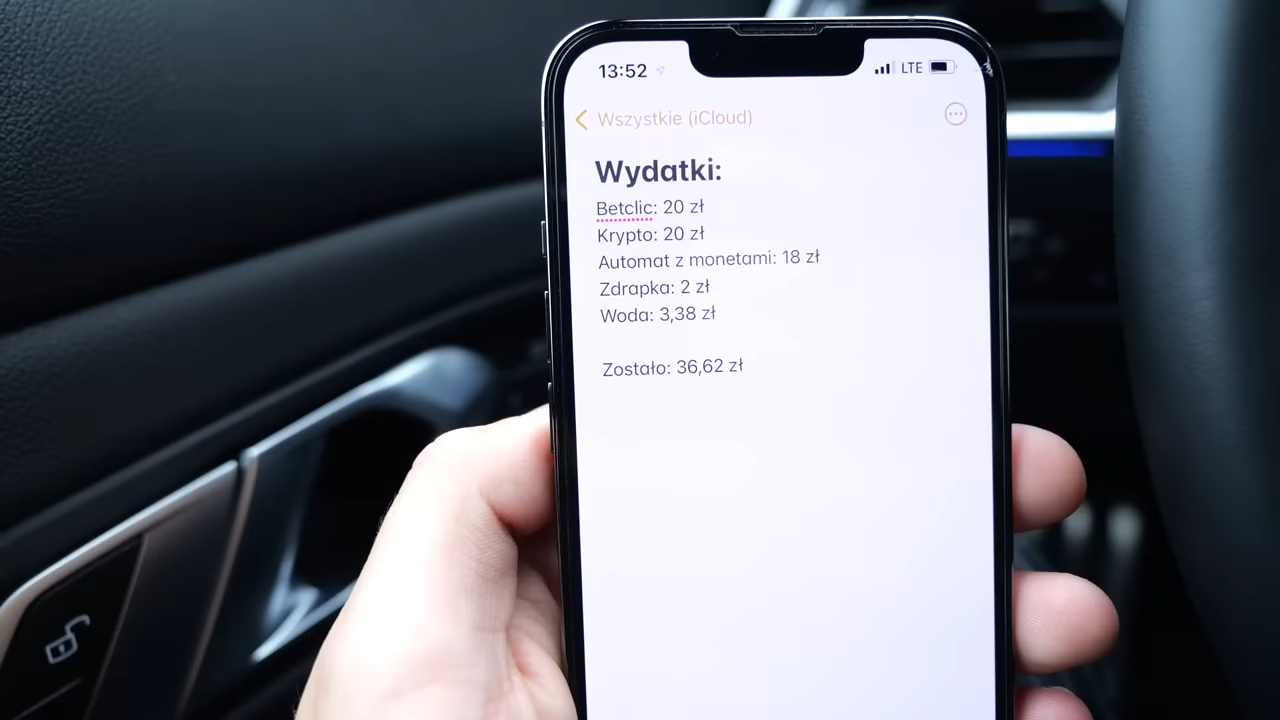 13:52
LTE
Wszystkie (iCloud)
Wydatki:
Betclic: 20 zł
Krypto: 20 zł
Automat z monetami: 18 zł
Zdrapka: 2 zł
Woda: 3,38 zł
Zostało: 36,62 zł